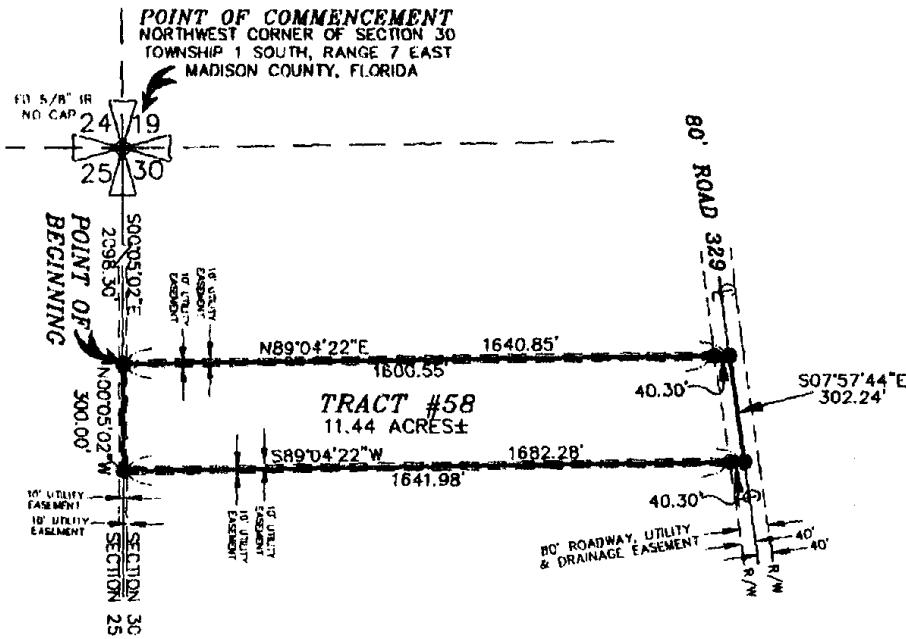 POINT OF COMMENCEMENT
NORTHWEST CORNER OF SECTION 30
TOWNSHIP 1 SOUTH, RANGE 7 EAST
MADISON COUNTY, FLORIDA
FD 5/8" IR
NO CAP
24 19
25 30
80' ROAD 329
S00°05'02"E
2098.30'
POINT OF
BEGINNING
10' UTILITY
EASEMENT
10' UTILITY
EASEMENT
N89°04'22"E 1640.85'
1600.55'
40.30'
S07°57'44"E
302.24'
TRACT #58
11.44 ACRES±
N00°05'02"W
300.00'
S89°04'22"W 1682.28'
1641.98'
40.30'
10' UTILITY
EASEMENT
10' UTILITY
EASEMENT
10' UTILITY
EASEMENT
10' UTILITY
EASEMENT
80' ROADWAY, UTILITY
& DRAINAGE EASEMENT
40'
40'
R/W
R/W
SECTION 30
SECTION 25